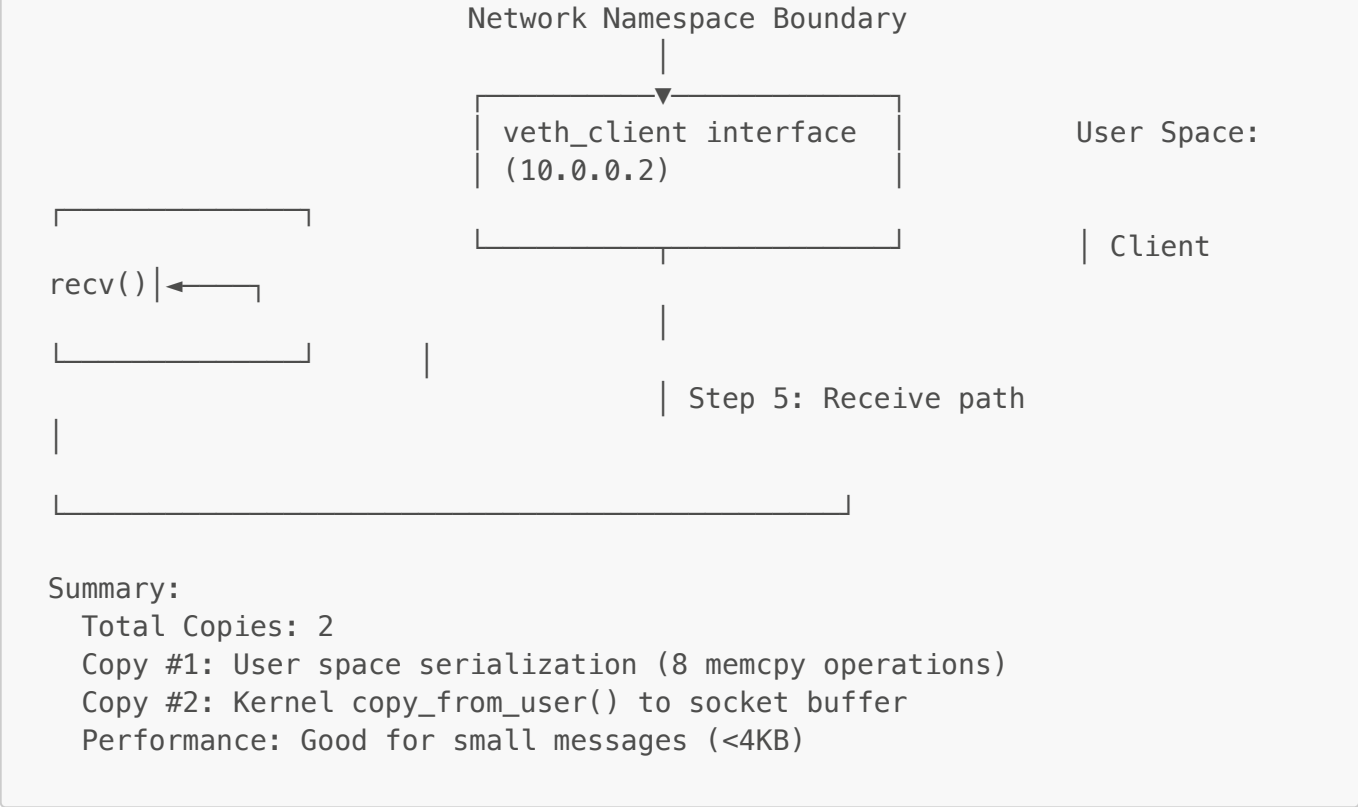 Network Namespace Boundary
veth_client interface User Space:
(10.0.0.2)
Client
recv()
Step 5: Receive path
Summary:
Total Copies: 2
Copy #1: User space serialization (8 memcpy operations)
Copy #2: Kernel copy_from_user() to socket buffer
Performance: Good for small messages (<4KB)